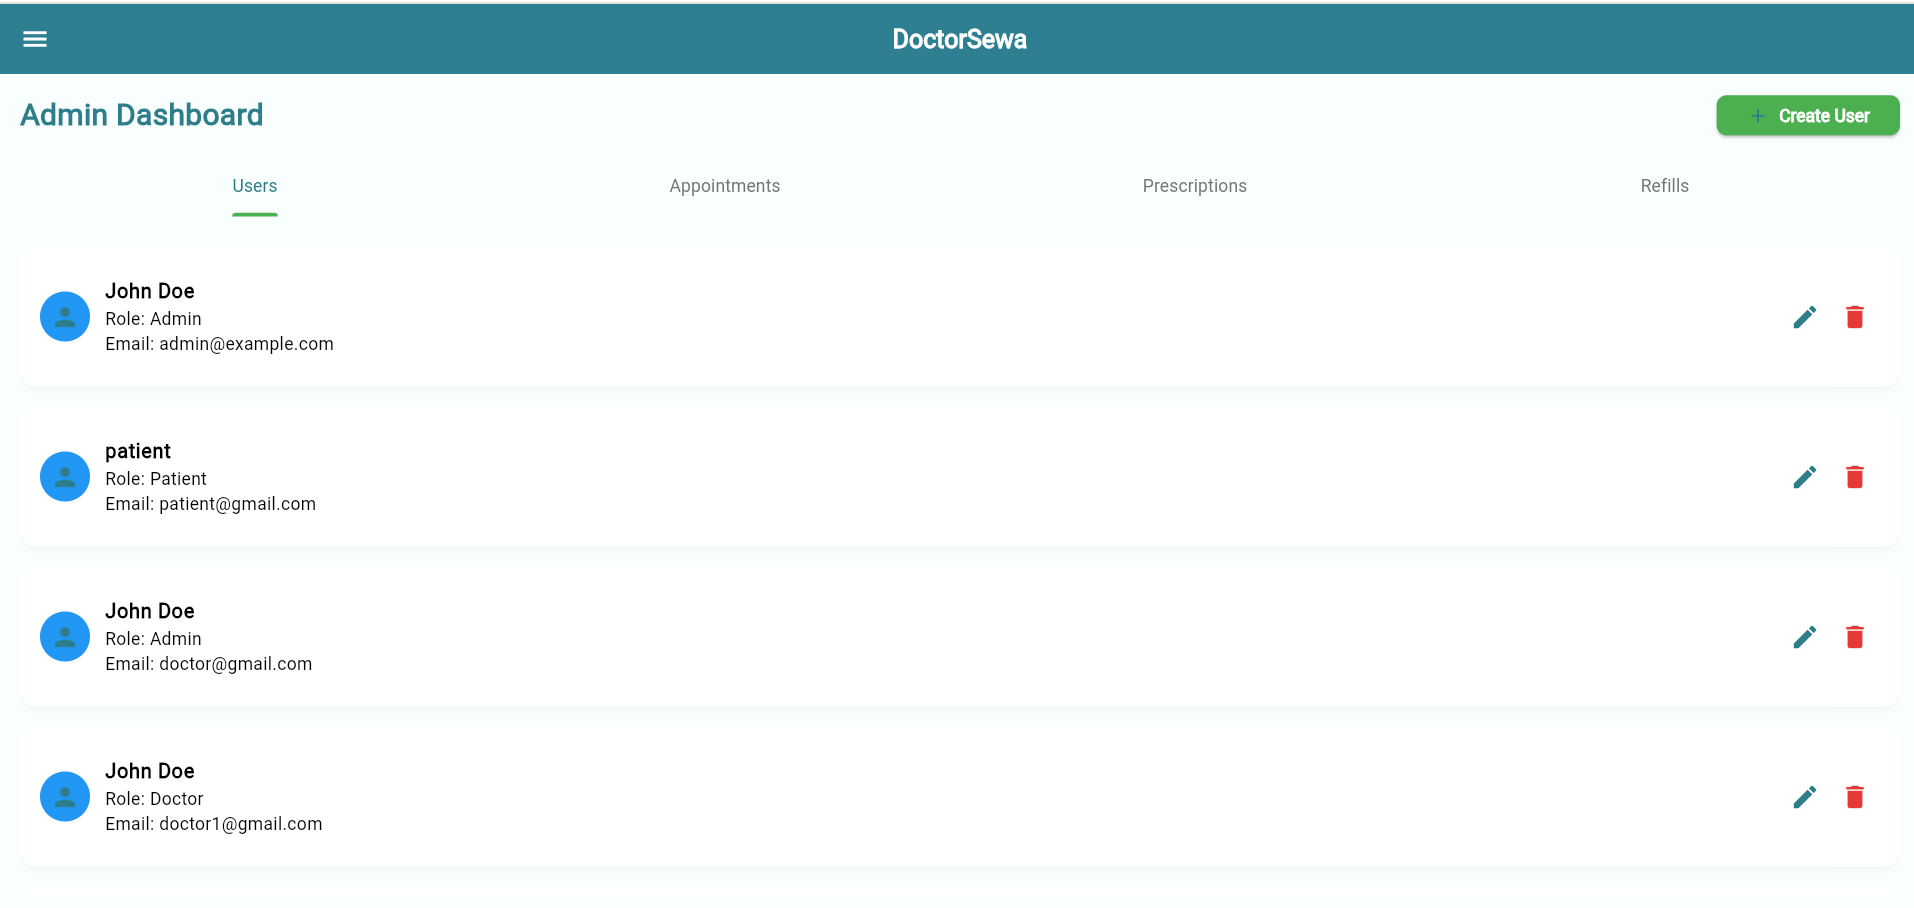 DoctorSewa
Admin Dashboard
Create User
Users
Appointments
Prescriptions
Refills
John Doe
Role: Admin
Email: admin@example.com
patient
Role: Patient
Email: patient@gmail.com
John Doe
Role: Admin
Email: doctor@gmail.com
John Doe
Role: Doctor
Email: doctor1@gmail.com